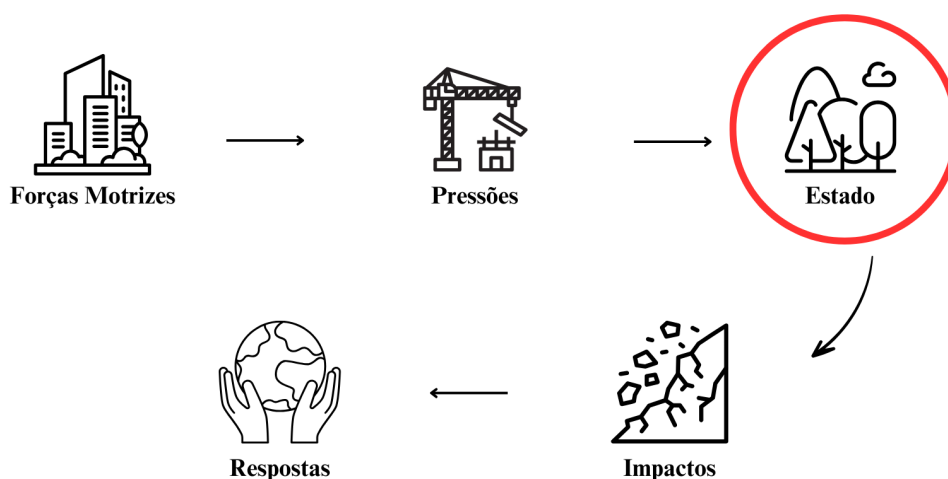 Forças Motrizes
Pressões
Estado
Respostas
Impactos